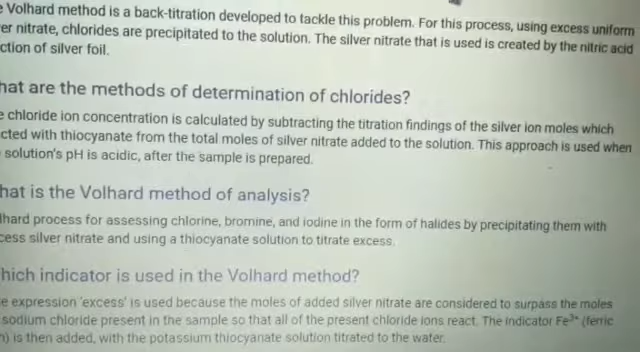 Volhard method is a back-titration developed to tackle this problem. For this process, using excess uniform
er nitrate, chlorides are precipitated to the solution. The silver nitrate that is used is created by the nitric acid
ction of silver foil.
hat are the methods of determination of chlorides?
e chloride ion concentration is calculated by subtracting the titration findings of the silver ion moles which
cted with thiocyanate from the total moles of silver nitrate added to the solution. This approach is used when
solution's pH is acidic, after the sample is prepared.
hat is the Volhard method of analysis?
lhard process for assessing chlorine, bromine, and iodine in the form of halides by precipitating them with
cess silver nitrate and using a thiocyanate solution to titrate excess.
hich indicator is used in the Volhard method?
e expression 'excess' is used because the moles of added silver nitrate are considered to surpass the moles
sodium chloride present in the sample so that all of the present chloride ions react. The indicator Fe³⁺ (ferric
n) is then added, with the potassium thiocyanate solution titrated to the water.